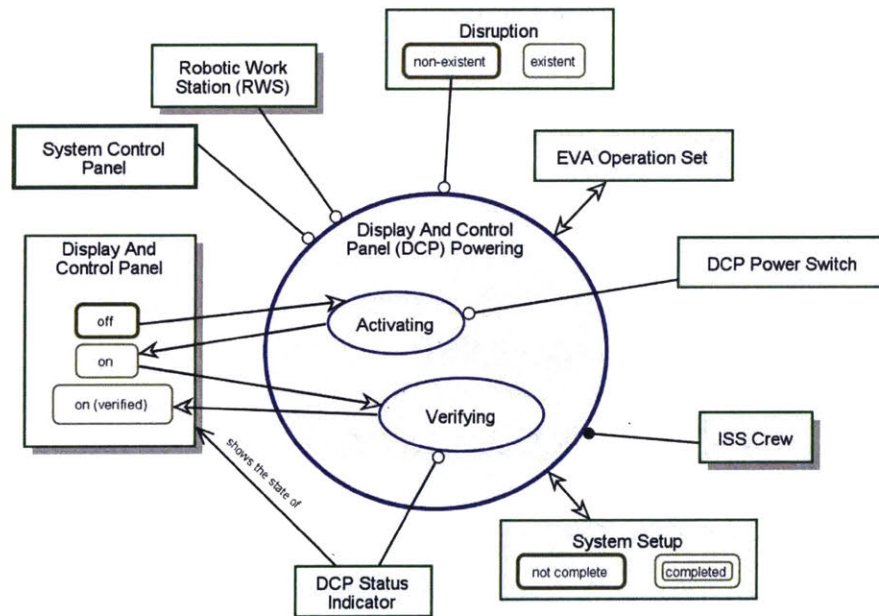 Disruption
non-existent
existent
Robotic Work
Station (RWS)
System Control
Panel
EVA Operation Set
Display And Control
Panel (DCP) Powering
Display And
Control Panel
DCP Power Switch
off
Activating
on
on (verified)
Verifying
ISS Crew
shows the state of
System Setup
not complete
completed
DCP Status
Indicator